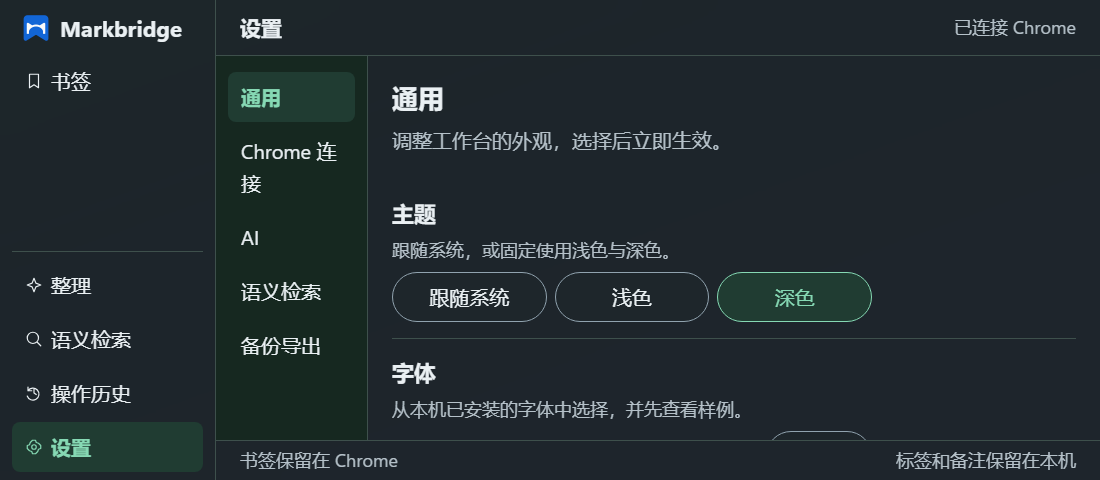 Markbridge
书签
整理
语义检索
操作历史
设置
设置
已连接 Chrome
通用
Chrome 连
接
AI
语义检索
备份导出
通用
调整工作台的外观，选择后立即生效。
主题
跟随系统，或固定使用浅色与深色。
跟随系统
浅色
深色
字体
从本机已安装的字体中选择，并先查看样例。
书签保留在 Chrome
标签和备注保留在本机